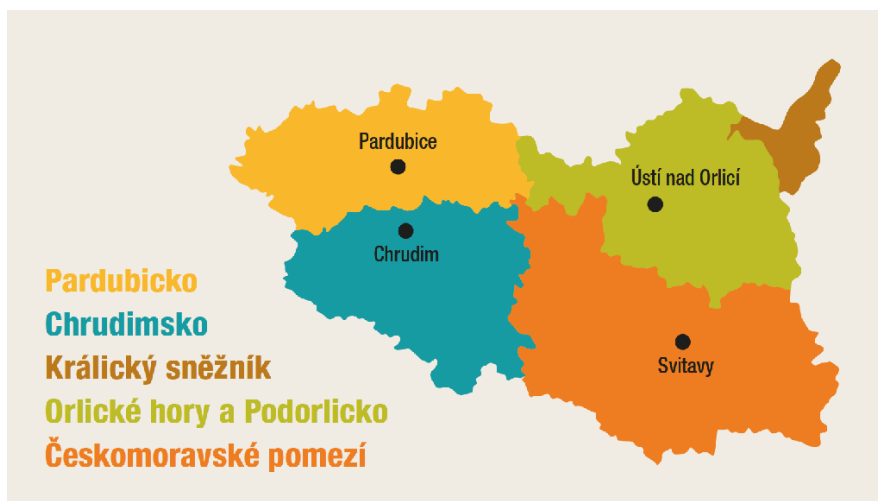 Pardubice
Ústí nad Orlicí
Chrudim
Svitavy
Pardubicko
Chrudimsko
Králický sněžník
Orlické hory a Podorlicko
Českomoravské pomezí